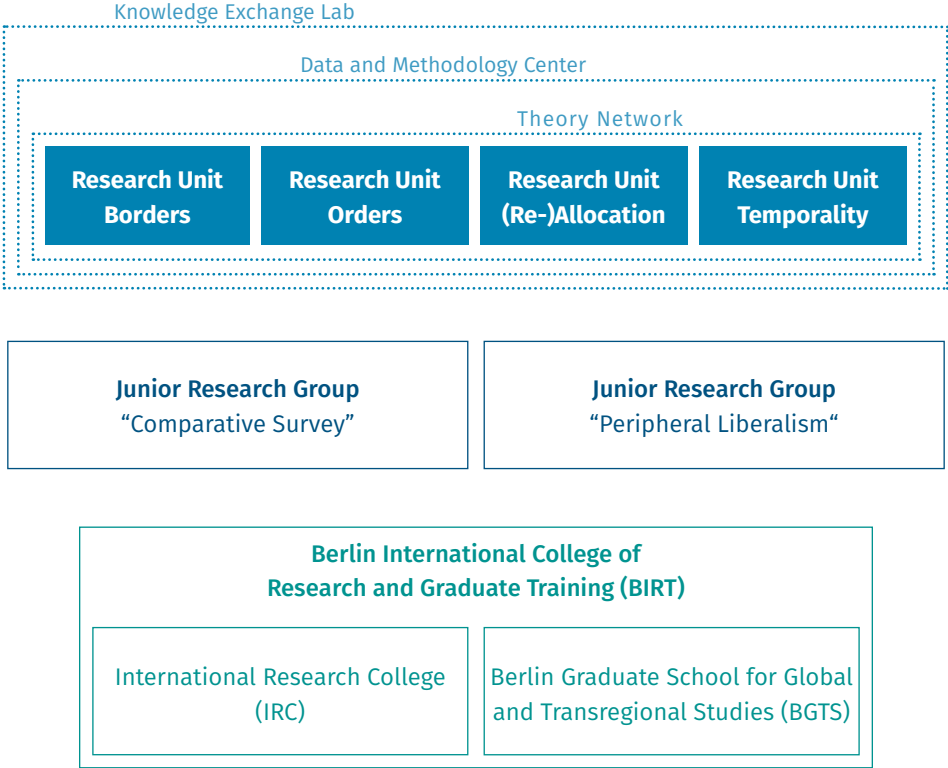 Knowledge Exchange Lab
Data and Methodology Center
Theory Network
Research Unit
Borders
Research Unit
Orders
Research Unit
(Re-)Allocation
Research Unit
Temporality
Junior Research Group
“Comparative Survey”
Junior Research Group
“Peripheral Liberalism“
Berlin International College of
Research and Graduate Training (BIRT)
International Research College
(IRC)
Berlin Graduate School for Global
and Transregional Studies (BGTS)